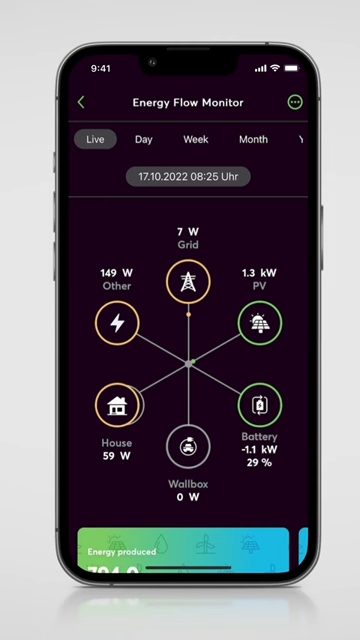 9:41
Energy Flow Monitor
Live Day Week Month Y
17.10.2022 08:25 Uhr
7 W
Grid
149 W
Other
1.3 kW
PV
House
59 W
Battery
-1.1 kW
29 %
Wallbox
0 W
Energy produced